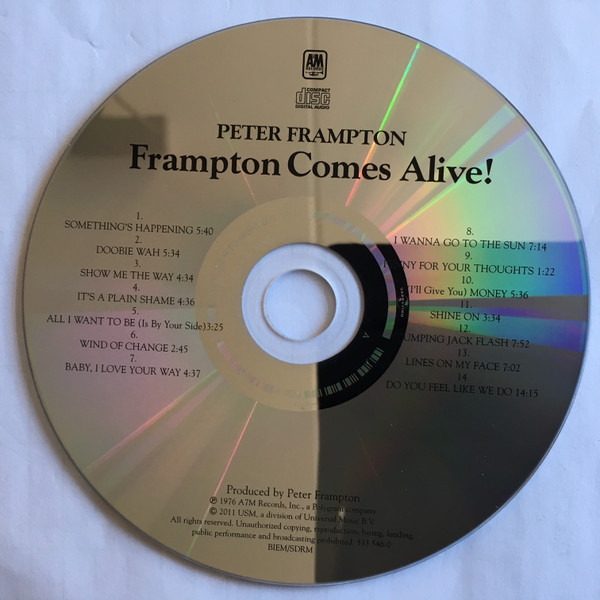 A&M
RECORDS
COMPACT
disc
DIGITAL AUDIO
PETER FRAMPTON
Frampton Comes Alive!
1.
SOMETHING'S HAPPENING 5:40
2.
DOOBIE WAH 5:34
3.
SHOW ME THE WAY 4:34
4.
IT'S A PLAIN SHAME 4:36
5.
ALL I WANT TO BE (Is By Your Side)3:25
6.
WIND OF CHANGE 2:45
7.
BABY, I LOVE YOUR WAY 4:37
8.
I WANNA GO TO THE SUN 7:14
9.
PENNY FOR YOUR THOUGHTS 1:22
10.
(I'll Give You) MONEY 5:36
11.
SHINE ON 3:34
12.
JUMPING JACK FLASH 7:52
13.
LINES ON MY FACE 7:02
14
DO YOU FEEL LIKE WE DO 14:15
Produced by Peter Frampton
℗ 1976 A7M Records, Inc., a Polygram company
© 2011 USM, a division of Universal Music B.V.
All rights reserved. Unauthorized copying, reproduction, hiring, lending,
public performance and broadcasting prohibited. 533 546-2
BIEM/SDRM